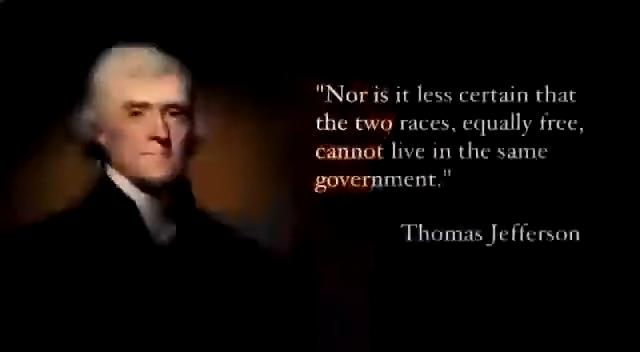 "Nor is it less certain that
the two races, equally free,
cannot live in the same
government."
Thomas Jefferson